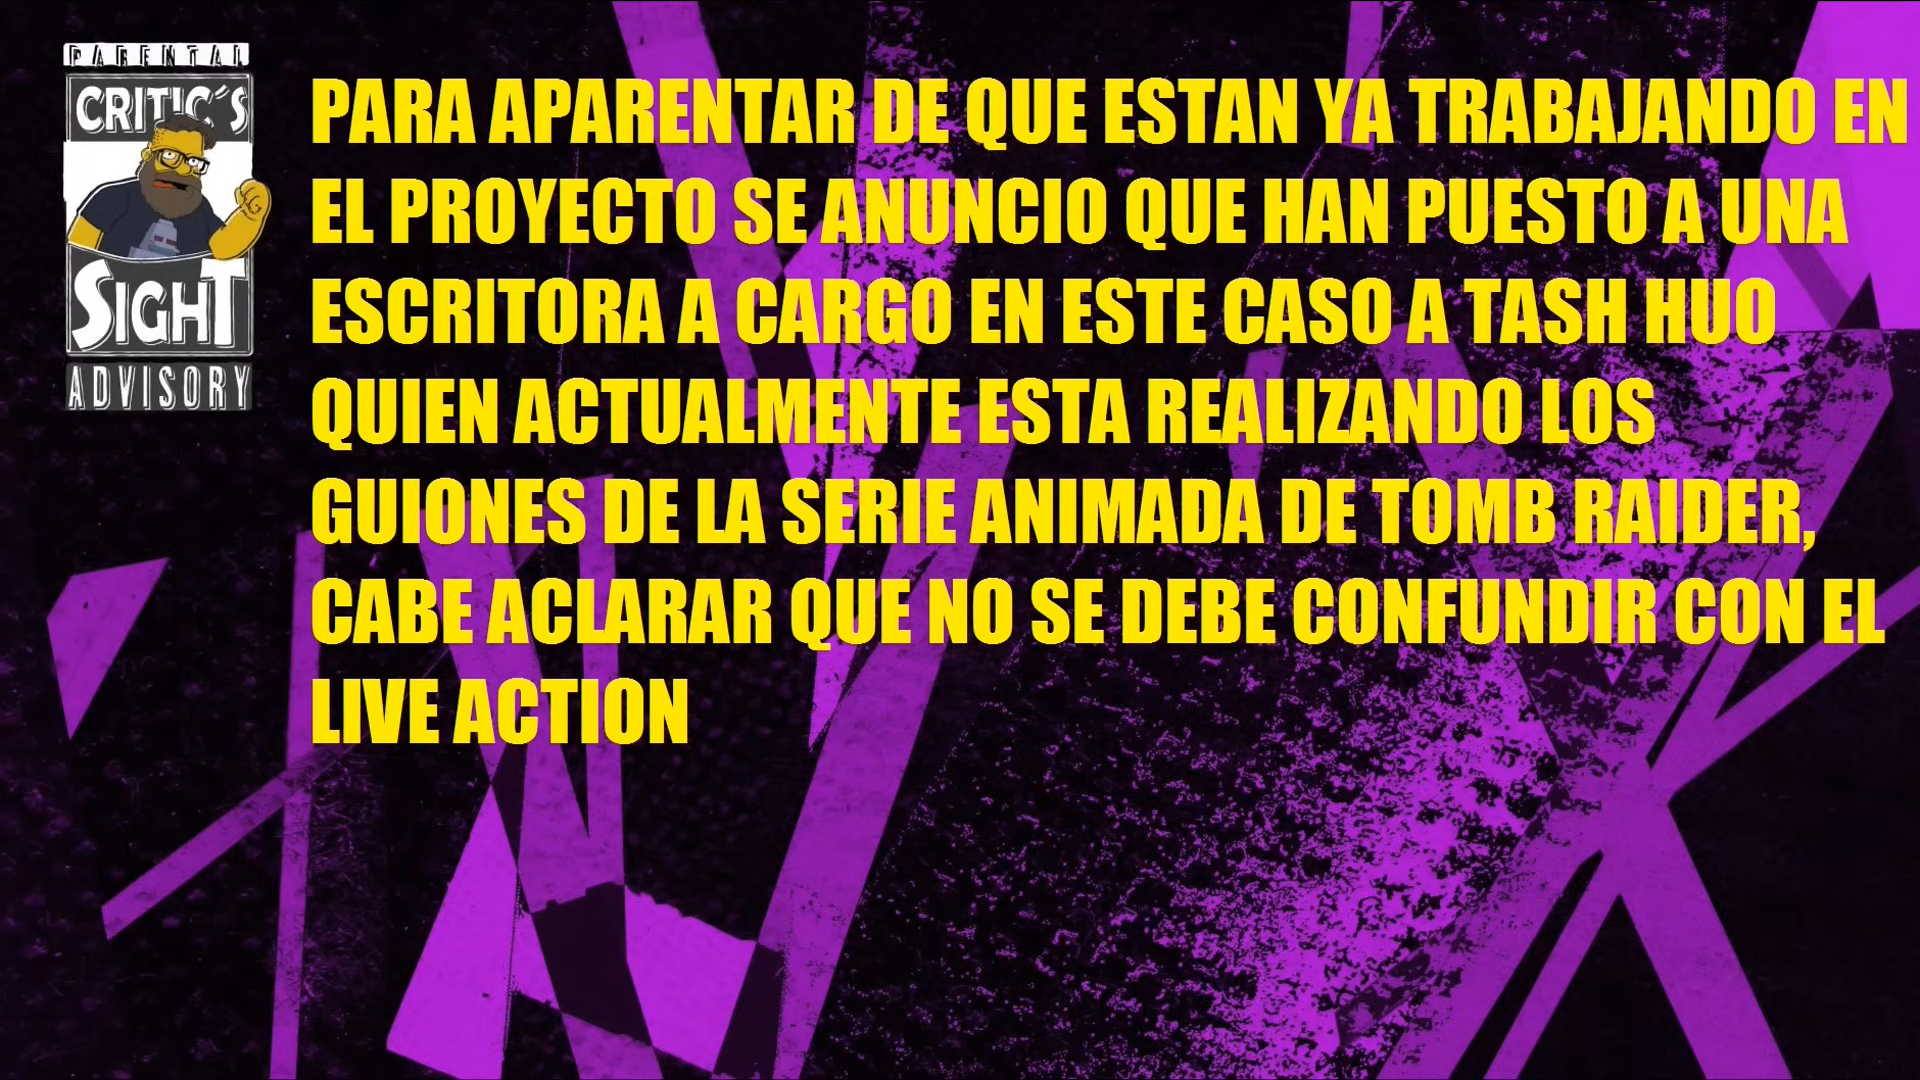 PARENTAL
CRITIC´S
SIGHT
ADVISORY
PARA APARENTAR DE QUE ESTAN YA TRABAJANDO EN
EL PROYECTO SE ANUNCIO QUE HAN PUESTO A UNA
ESCRITORA A CARGO EN ESTE CASO A TASH HUO
QUIEN ACTUALMENTE ESTA REALIZANDO LOS
GUIONES DE LA SERIE ANIMADA DE TOMB RAIDER,
CABE ACLARAR QUE NO SE DEBE CONFUNDIR CON EL
LIVE ACTION